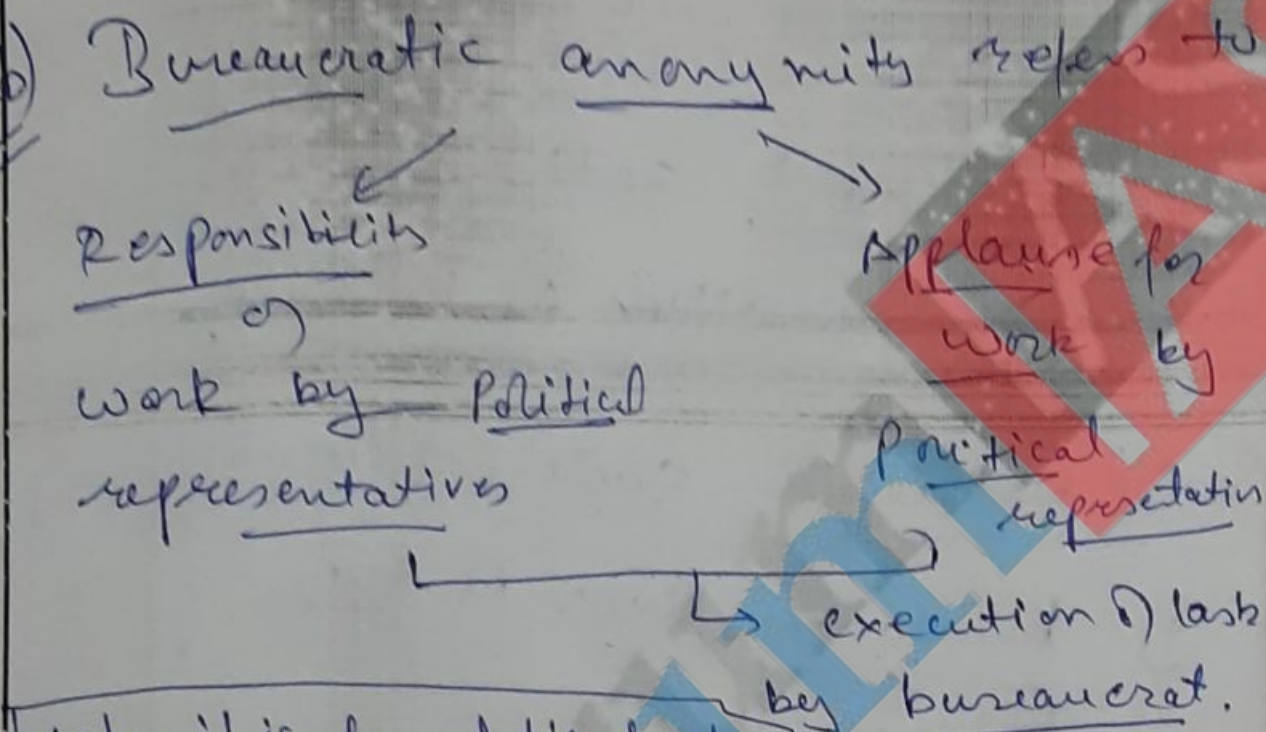 b) Bureaucratic anonymity refers to
Responsibility
of
work by Political
representatives
Applause for
work by
Political
representative
execution of task
by bureaucrat.